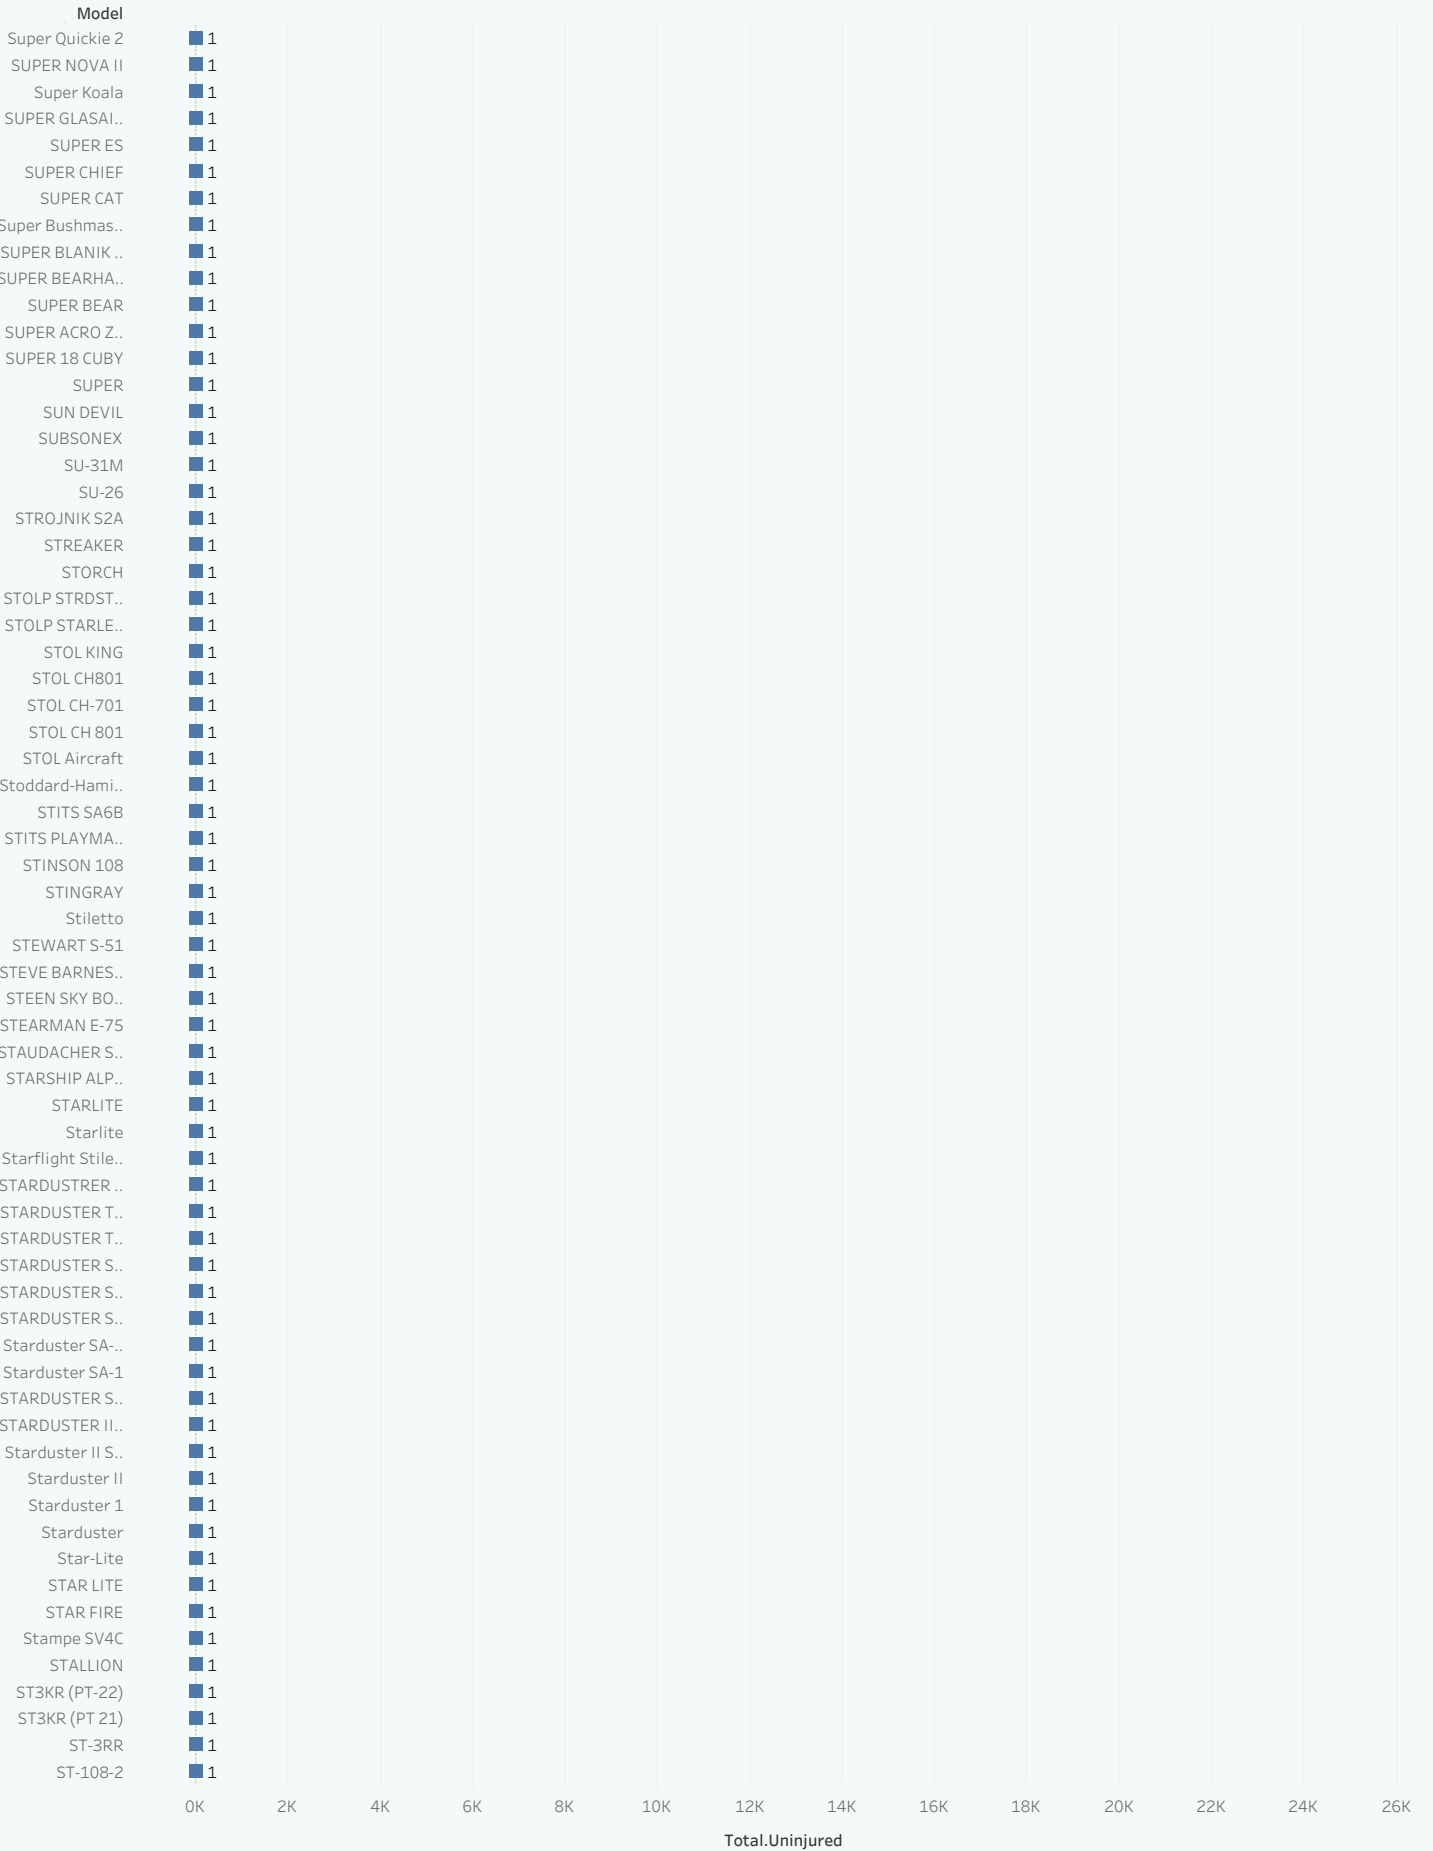 Model
Super Quickie 2 1
SUPER NOVA II 1
Super Koala 1
SUPER GLASAI.. 1
SUPER ES 1
SUPER CHIEF 1
SUPER CAT 1
Super Bushmas.. 1
SUPER BLANIK .. 1
SUPER BEARHA.. 1
SUPER BEAR 1
SUPER ACRO Z.. 1
SUPER 18 CUBY 1
SUPER 1
SUN DEVIL 1
SUBSONEX 1
SU-31M 1
SU-26 1
STROJNIK S2A 1
STREAKER 1
STORCH 1
STOLP STRDST.. 1
STOLP STARLE.. 1
STOL KING 1
STOL CH801 1
STOL CH-701 1
STOL CH 801 1
STOL Aircraft 1
Stoddard-Hami.. 1
STITS SA6B 1
STITS PLAYMA.. 1
STINSON 108 1
STINGRAY 1
Stiletto 1
STEWART S-51 1
STEVE BARNES.. 1
STEEN SKY BO.. 1
STEARMAN E-75 1
STAUDACHER S.. 1
STARSHIP ALP.. 1
STARLITE 1
Starlite 1
Starflight Stile.. 1
STARDUSTRER .. 1
STARDUSTER T.. 1
STARDUSTER T.. 1
STARDUSTER S.. 1
STARDUSTER S.. 1
STARDUSTER S.. 1
Starduster SA-.. 1
Starduster SA-1 1
STARDUSTER S.. 1
STARDUSTER II.. 1
Starduster II S.. 1
Starduster II 1
Starduster 1 1
Starduster 1
Star-Lite 1
STAR LITE 1
STAR FIRE 1
Stampe SV4C 1
STALLION 1
ST3KR (PT-22) 1
ST3KR (PT 21) 1
ST-3RR 1
ST-108-2 1
0K 2K 4K 6K 8K 10K 12K 14K 16K 18K 20K 22K 24K 26K
Total.Uninjured